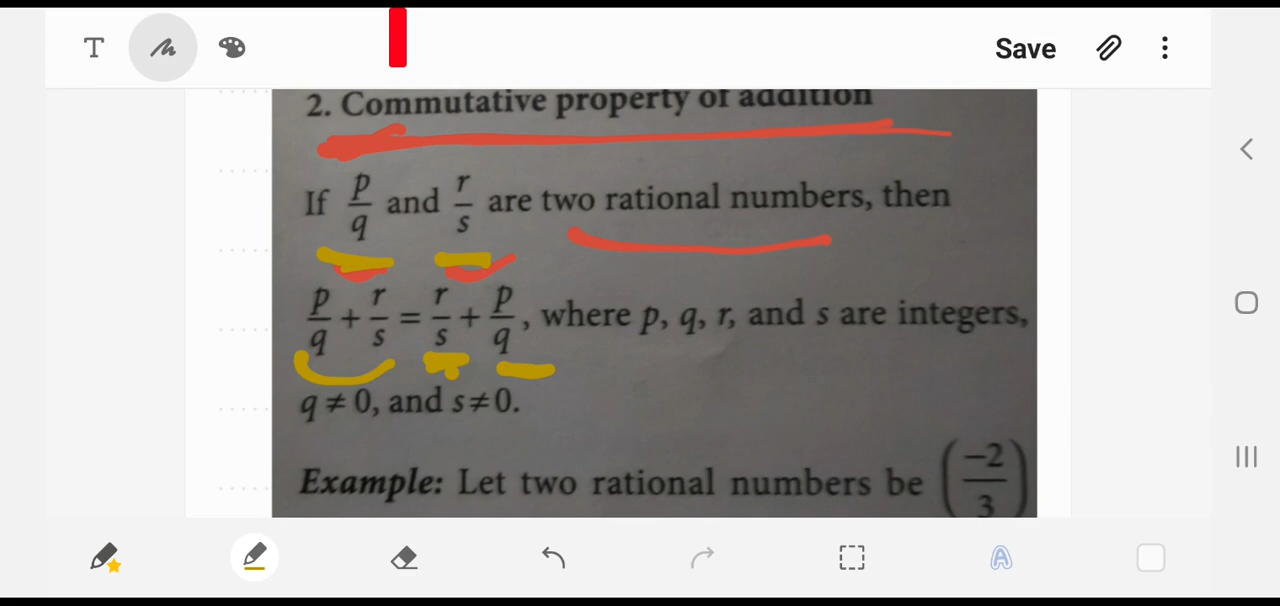 T
Save
2. Commutative property of addition
If p/q and r/s are two rational numbers, then
p/q + r/s = r/s + p/q, where p, q, r, and s are integers,
q ≠ 0, and s ≠ 0.
Example: Let two rational numbers be (-2/3)
A